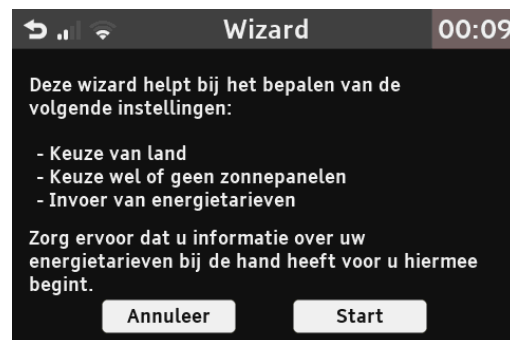 Wizard
00:09
Deze wizard helpt bij het bepalen van de
volgende instellingen:
- Keuze van land
- Keuze wel of geen zonnepanelen
- Invoer van energietarieven
Zorg ervoor dat u informatie over uw
energietarieven bij de hand heeft voor u hiermee
begint.
Annuleer
Start